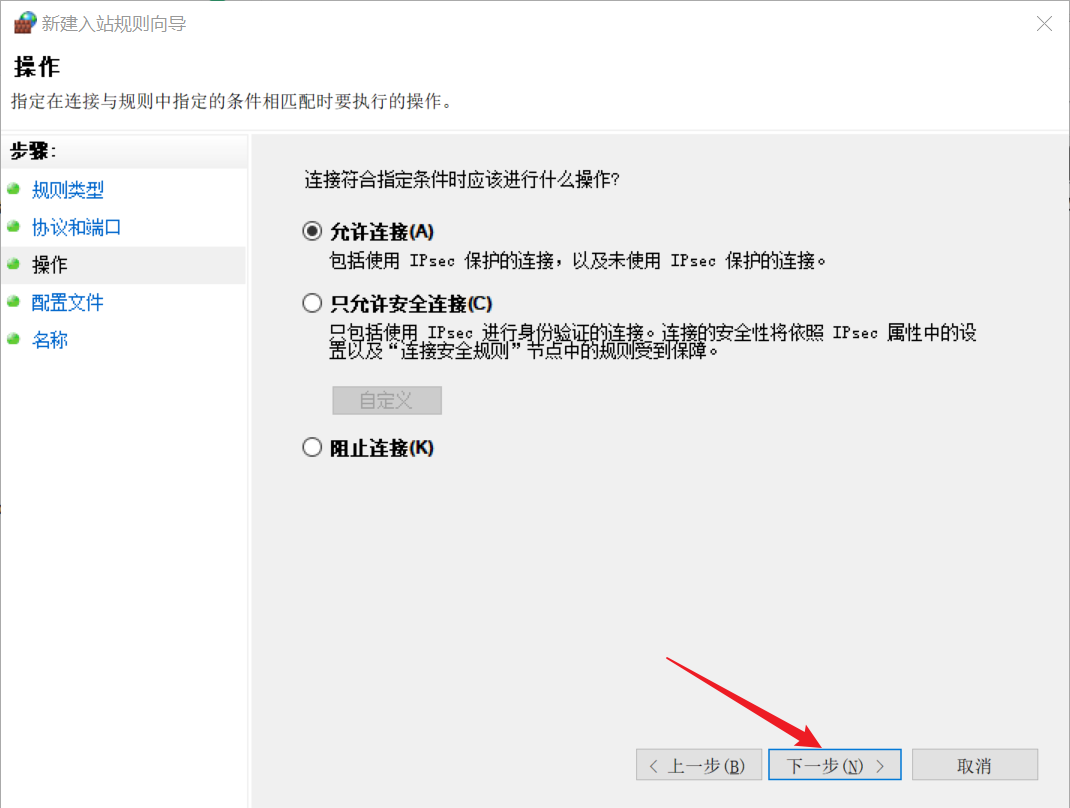 新建入站规则向导
操作
指定在连接与规则中指定的条件相匹配时要执行的操作。
步骤:
规则类型
协议和端口
操作
配置文件
名称
连接符合指定条件时应该进行什么操作?
允许连接(A)
包括使用 IPsec 保护的连接，以及未使用 IPsec 保护的连接。
只允许安全连接(C)
只包括使用 IPsec 进行身份验证的连接。连接的安全性将依照 IPsec 属性中的设
置以及“连接安全规则”节点中的规则受到保障。
自定义
阻止连接(K)
< 上一步(B) 下一步(N) > 取消